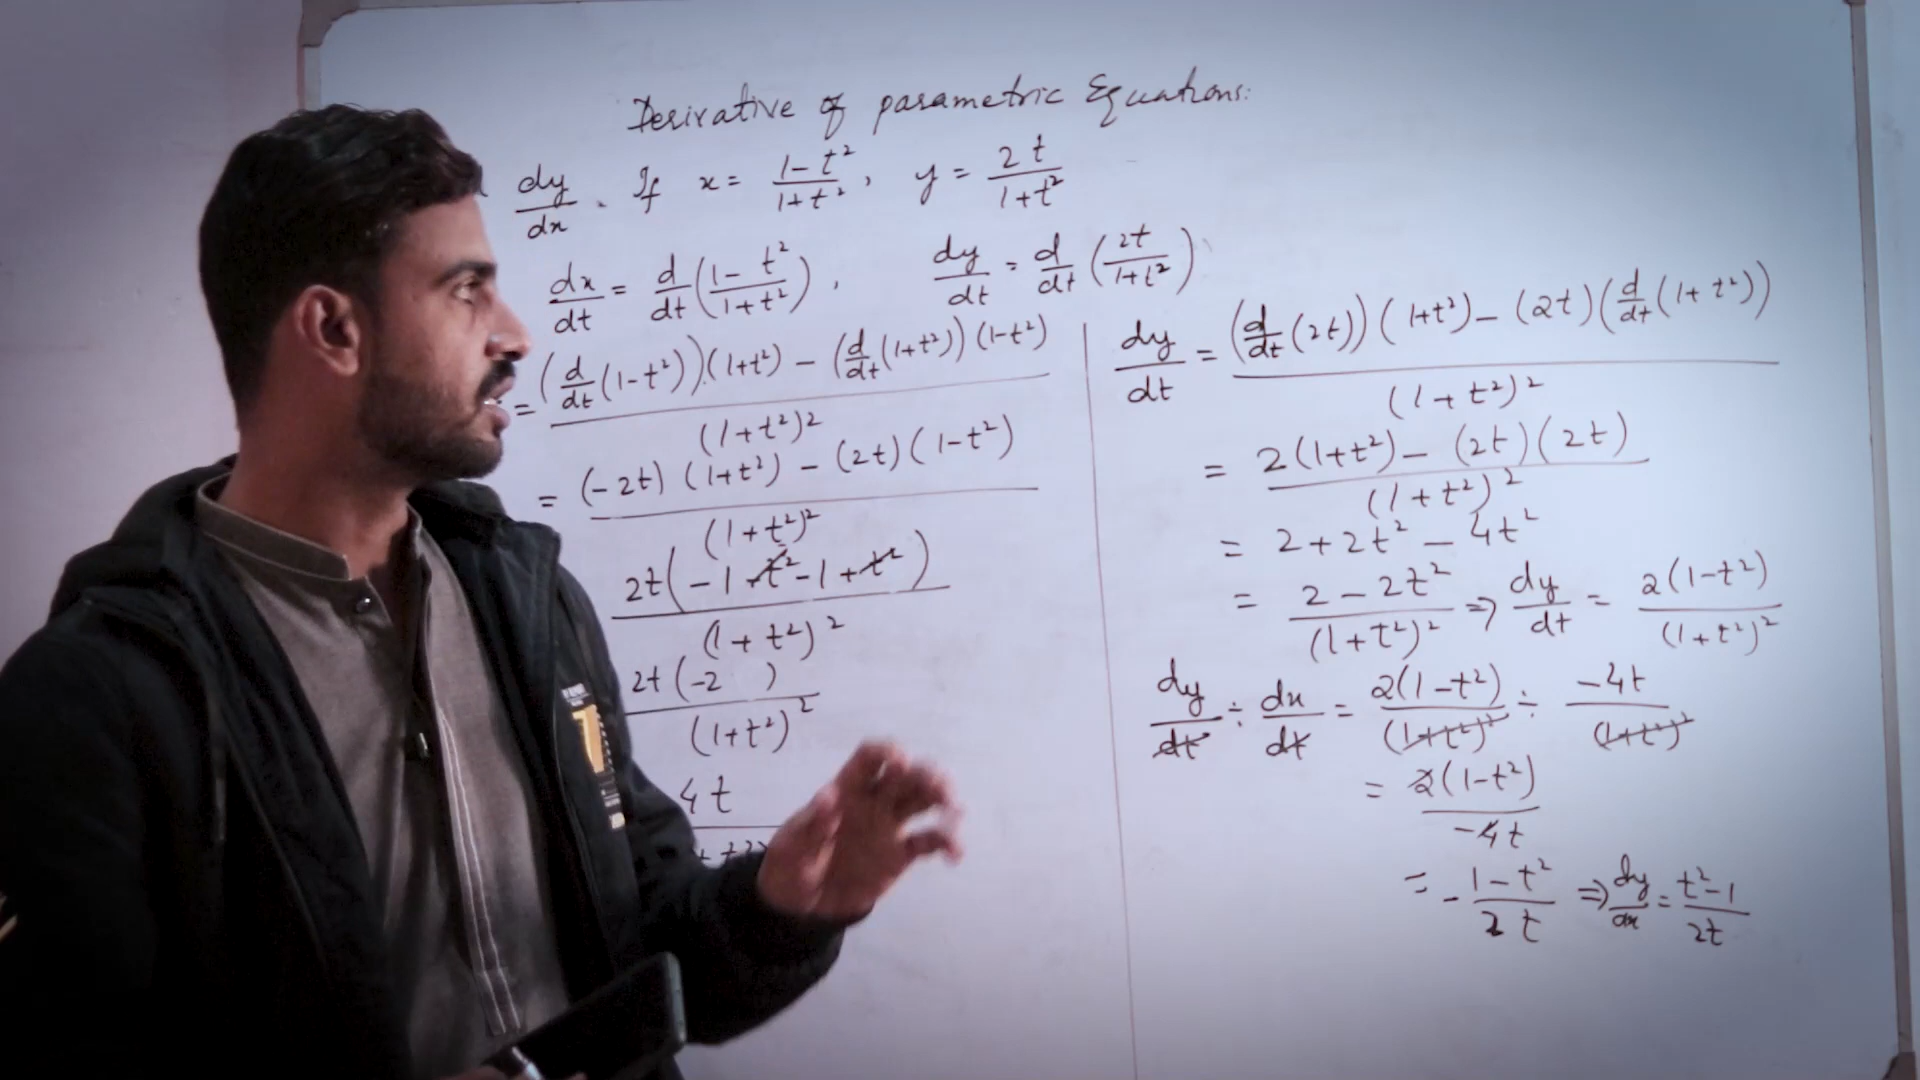 Derivative of parametric Equations:
dy/dx . If x = (1-t²)/(1+t²), y = 2t/(1+t²)
dx/dt = d/dt((1-t²)/(1+t²)), dy/dt = d/dt(2t/(1+t²))
= ((d/dt(1-t²))(1+t²) - (d/dt(1+t²))(1-t²))/(1+t²)²
= ((-2t)(1+t²) - (2t)(1-t²))/(1+t²)²
2t(-1-t²-1+t²)/(1+t²)²
2t(-2 )/(1+t²)²
4t
dy/dt = ((d/dt(2t))(1+t²) - (2t)(d/dt(1+t²)))/(1+t²)²
= (2(1+t²) - (2t)(2t))/(1+t²)²
= 2+2t² - 4t²
= (2-2t²)/(1+t²)² => dy/dt = 2(1-t²)/(1+t²)²
dy/dt ÷ dx/dt = 2(1-t²)/(1+t²)² ÷ -4t/(1+t²)²
= 2(1-t²)/-4t
= -(1-t²)/2t => dy/dx = (t²-1)/2t